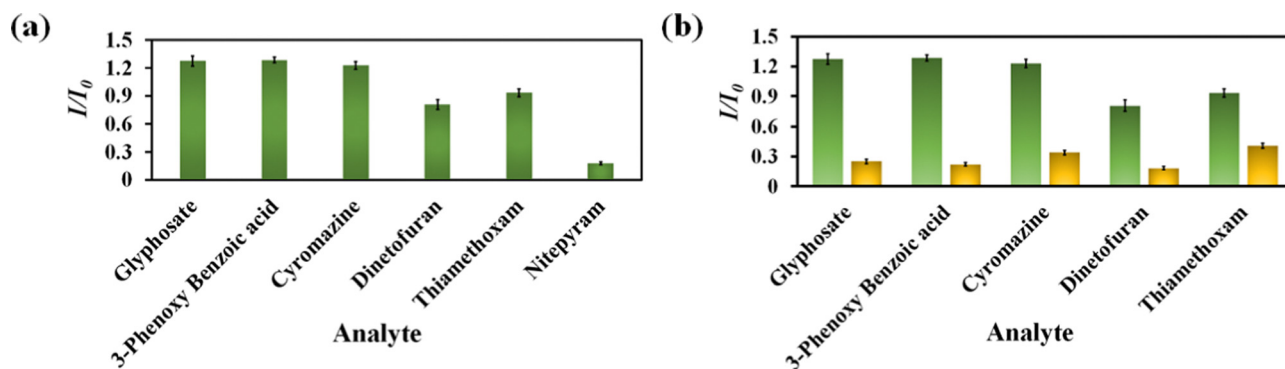 (a)
I/I0
1.5
1.2
0.9
0.6
0.3
0
Glyphosate
3-Phenoxy Benzoic acid
Cyromazine
Dinetofuran
Thiamethoxam
Nitepyram
Analyte
(b)
I/I0
1.5
1.2
0.9
0.6
0.3
0
Glyphosate
3-Phenoxy Benzoic acid
Cyromazine
Dinetofuran
Thiamethoxam
Analyte